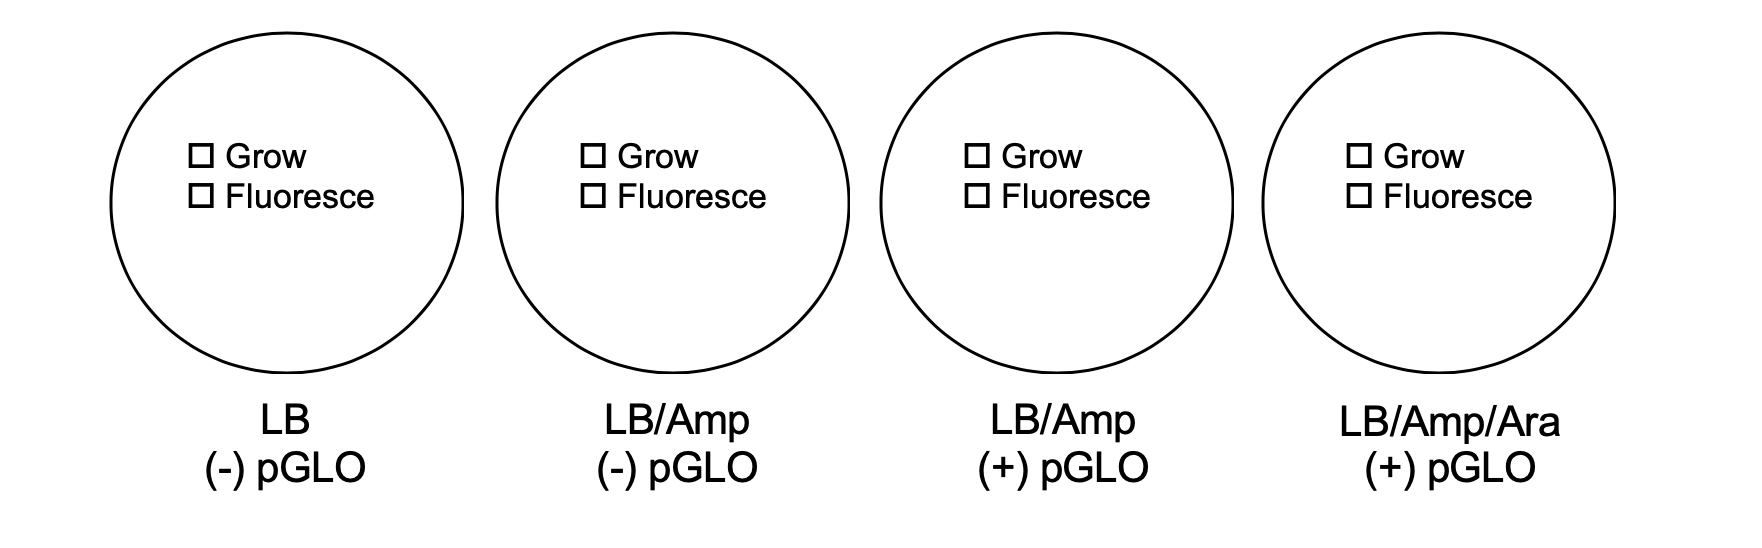 ☐ Grow
☐ Fluoresce
☐ Grow
☐ Fluoresce
☐ Grow
☐ Fluoresce
☐ Grow
☐ Fluoresce
LB
(-) pGLO
LB/Amp
(-) pGLO
LB/Amp
(+) pGLO
LB/Amp/Ara
(+) pGLO